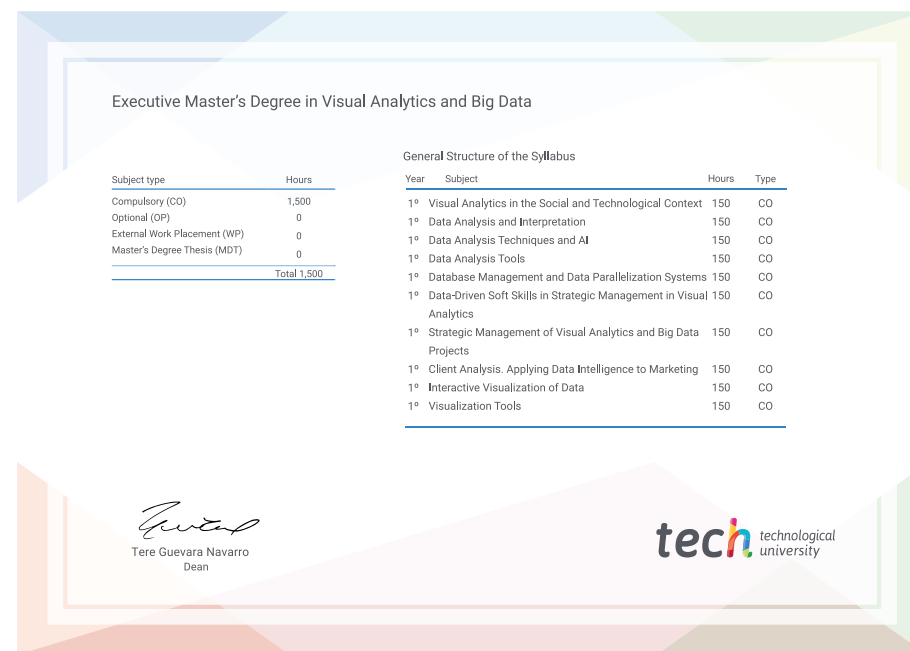 Executive Master's Degree in Visual Analytics and Big Data
Subject type Hours
Compulsory (CO) 1,500
Optional (OP) 0
External Work Placement (WP) 0
Master's Degree Thesis (MDT) 0
Total 1,500
General Structure of the Syllabus
Year Subject Hours Type
1º Visual Analytics in the Social and Technological Context 150 CO
1º Data Analysis and Interpretation 150 CO
1º Data Analysis Techniques and AI 150 CO
1º Data Analysis Tools 150 CO
1º Database Management and Data Parallelization Systems 150 CO
1º Data-Driven Soft Skills in Strategic Management in Visual 150 CO
Analytics
1º Strategic Management of Visual Analytics and Big Data 150 CO
Projects
1º Client Analysis. Applying Data Intelligence to Marketing 150 CO
1º Interactive Visualization of Data 150 CO
1º Visualization Tools 150 CO
Tere Guevara Navarro
Dean
tech technological
university